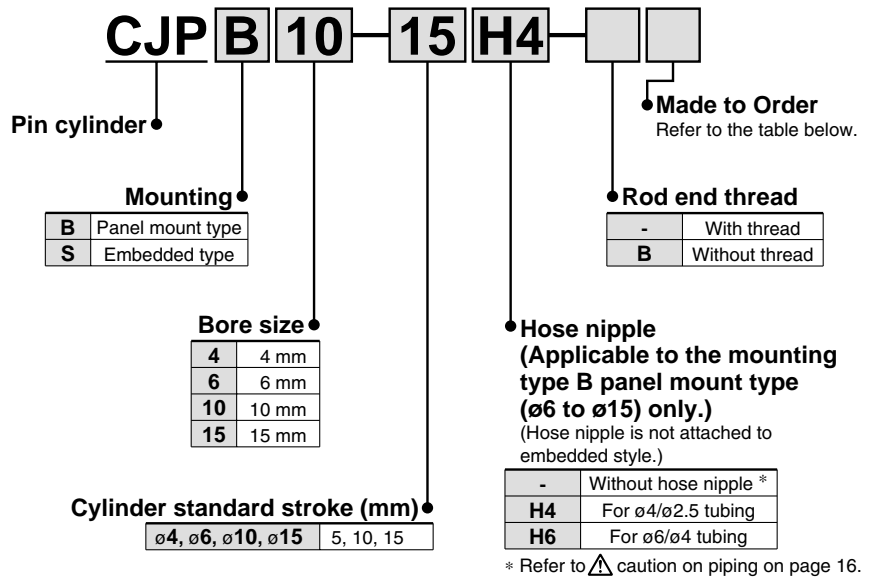 CJP B 10 - 15 H4 -
Made to Order
Refer to the table below.
Pin cylinder
Mounting
B Panel mount type
S Embedded type
Rod end thread
- With thread
B Without thread
Bore size
4 4 mm
6 6 mm
10 10 mm
15 15 mm
Hose nipple
(Applicable to the mounting
type B panel mount type
(ø6 to ø15) only.)
(Hose nipple is not attached to
embedded style.)
- Without hose nipple *
H4 For ø4/ø2.5 tubing
H6 For ø6/ø4 tubing
* Refer to ⚠ caution on piping on page 16.
Cylinder standard stroke (mm)
ø4, ø6, ø10, ø15 5, 10, 15